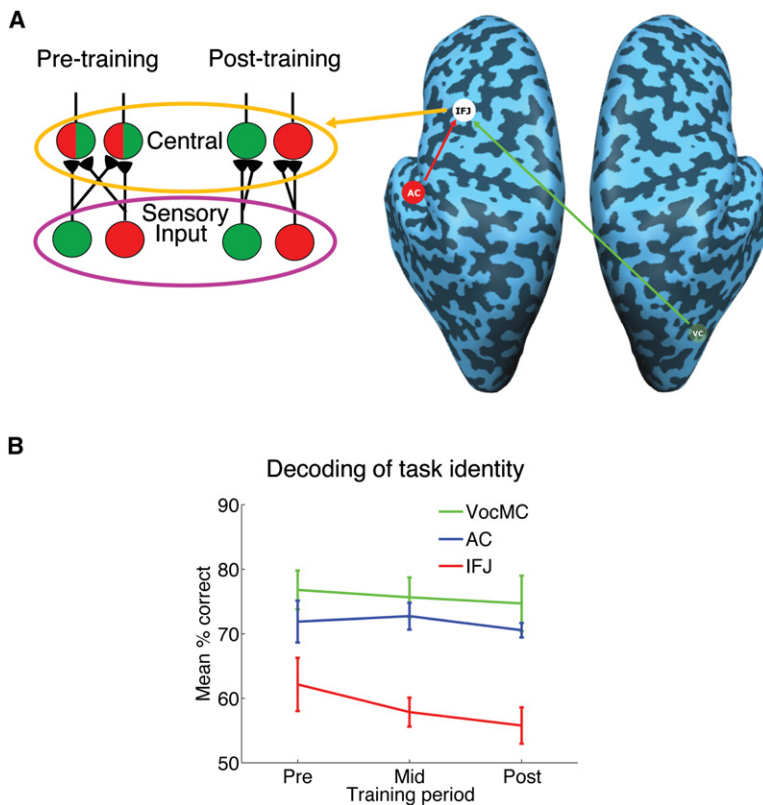 A
Pre-training
Post-training
Central
Sensory
Input
IFJ
AC
VC
B
Decoding of task identity
90
80
70
60
50
Mean % correct
VocMC
AC
IFJ
Pre
Mid
Post
Training period